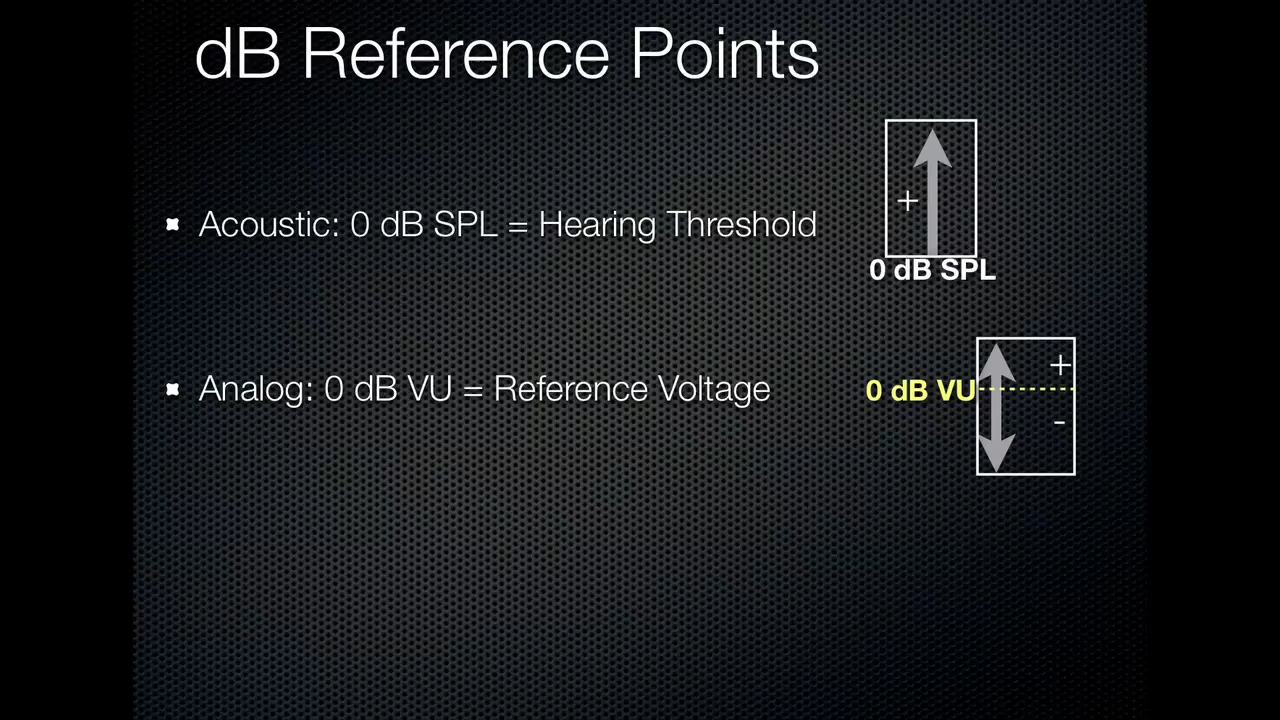 dB Reference Points
+
Acoustic: 0 dB SPL = Hearing Threshold
0 dB SPL
+
Analog: 0 dB VU = Reference Voltage
0 dB VU
-